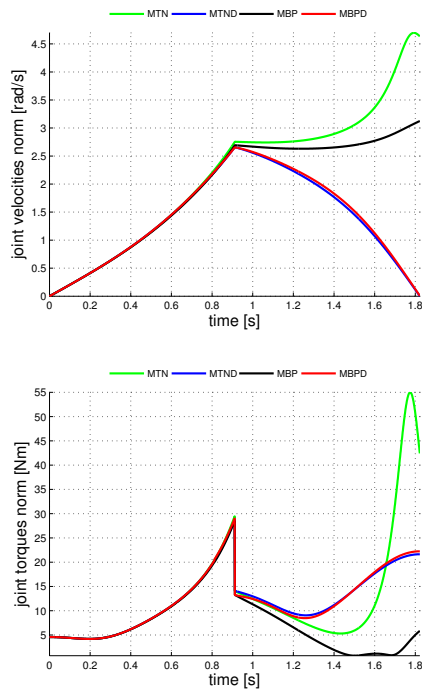 MTN MTND MBP MBPD
joint velocities norm [rad/s]
4.5
4
3.5
3
2.5
2
1.5
1
0.5
0
0 0.2 0.4 0.6 0.8 1 1.2 1.4 1.6 1.8
time [s]
MTN MTND MBP MBPD
joint torques norm [Nm]
55
50
45
40
35
30
25
20
15
10
5
0 0.2 0.4 0.6 0.8 1 1.2 1.4 1.6 1.8
time [s]